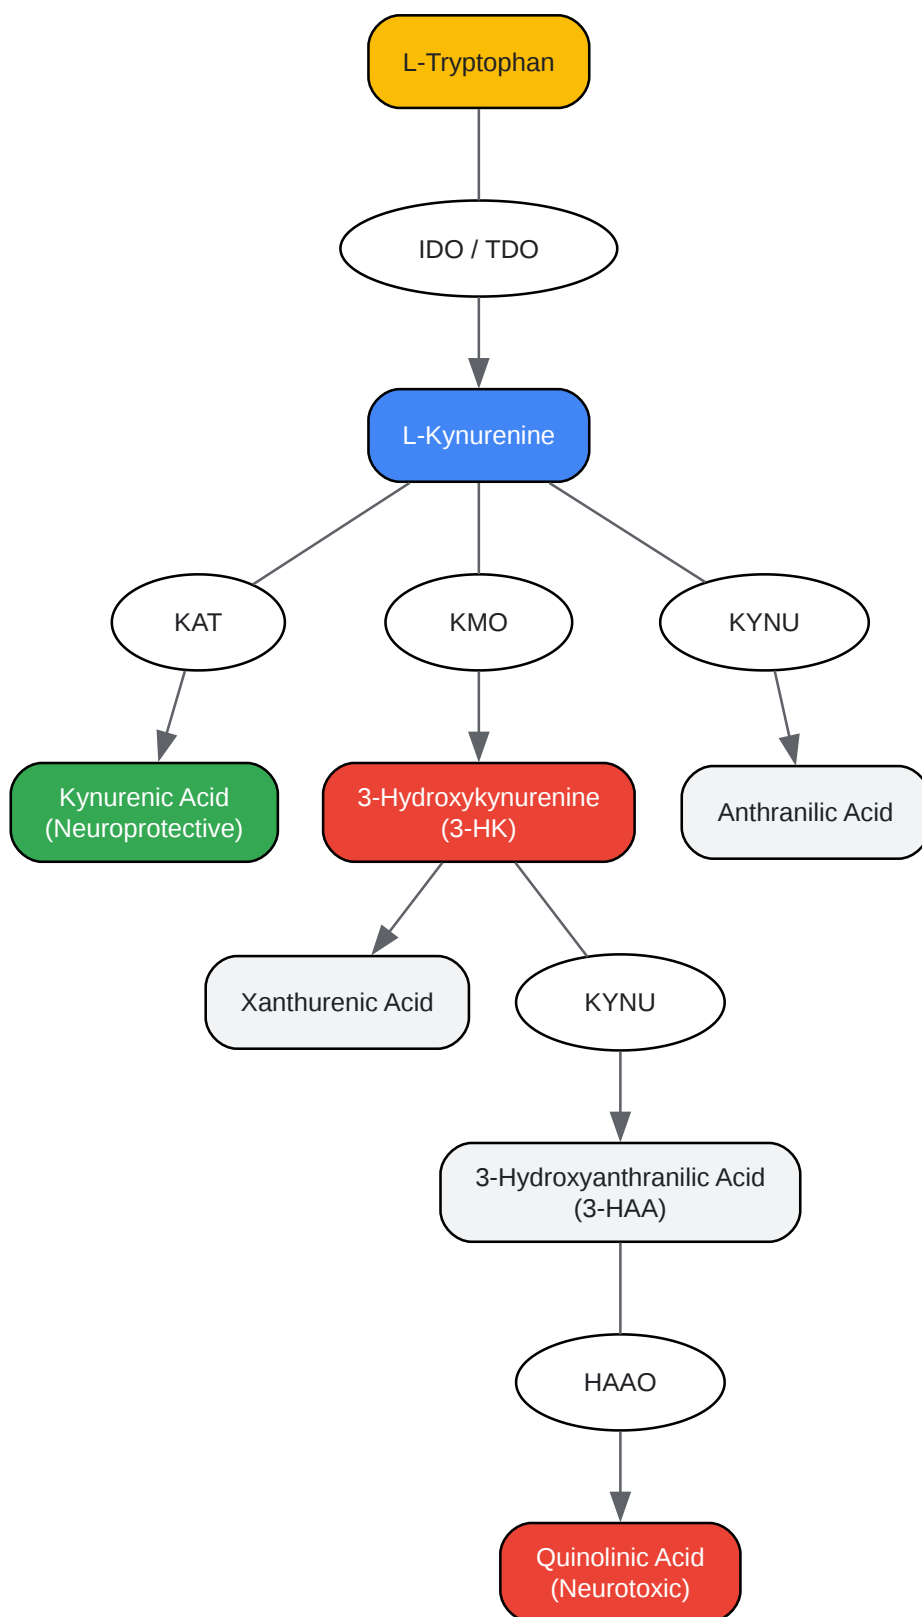 L-Tryptophan
IDO / TDO
L-Kynurenine
KAT
KMO
KYNU
Kynurenic Acid
(Neuroprotective)
3-Hydroxykynurenine
(3-HK)
Anthranilic Acid
Xanthurenic Acid
KYNU
3-Hydroxyanthranilic Acid
(3-HAA)
HAAO
Quinolinic Acid
(Neurotoxic)